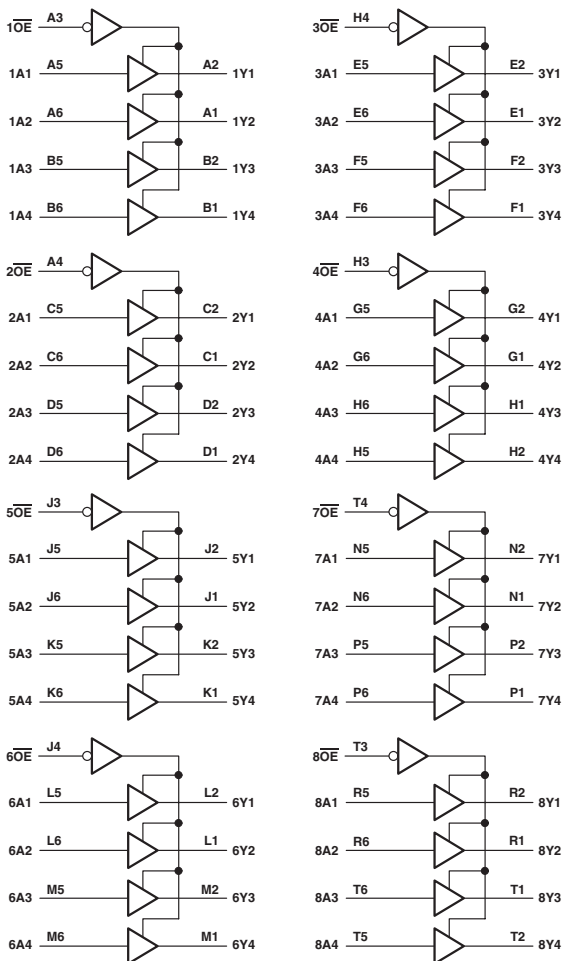 1OE A3
1A1 A5 A2 1Y1
1A2 A6 A1 1Y2
1A3 B5 B2 1Y3
1A4 B6 B1 1Y4
3OE H4
3A1 E5 E2 3Y1
3A2 E6 E1 3Y2
3A3 F5 F2 3Y3
3A4 F6 F1 3Y4
2OE A4
2A1 C5 C2 2Y1
2A2 C6 C1 2Y2
2A3 D5 D2 2Y3
2A4 D6 D1 2Y4
4OE H3
4A1 G5 G2 4Y1
4A2 G6 G1 4Y2
4A3 H6 H1 4Y3
4A4 H5 H2 4Y4
5OE J3
5A1 J5 J2 5Y1
5A2 J6 J1 5Y2
5A3 K5 K2 5Y3
5A4 K6 K1 5Y4
7OE T4
7A1 N5 N2 7Y1
7A2 N6 N1 7Y2
7A3 P5 P2 7Y3
7A4 P6 P1 7Y4
6OE J4
6A1 L5 L2 6Y1
6A2 L6 L1 6Y2
6A3 M5 M2 6Y3
6A4 M6 M1 6Y4
8OE T3
8A1 R5 R2 8Y1
8A2 R6 R1 8Y2
8A3 T6 T1 8Y3
8A4 T5 T2 8Y4